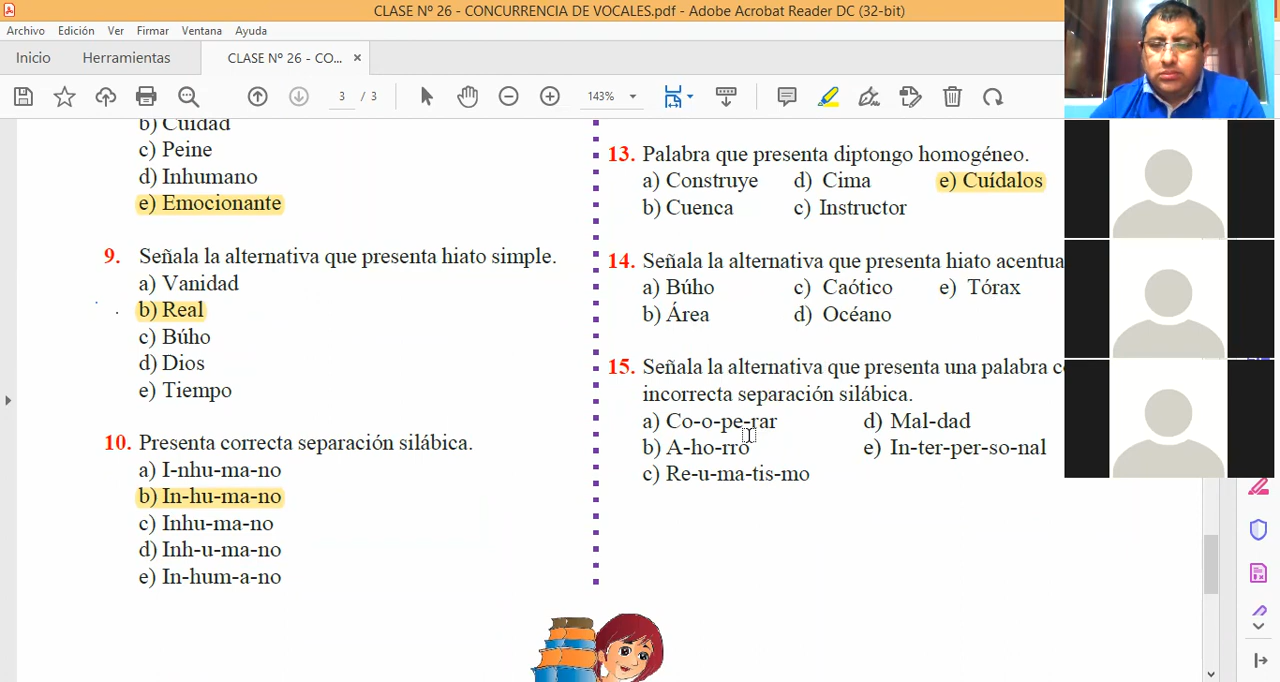 CLASE Nº 26 - CONCURRENCIA DE VOCALES.pdf - Adobe Acrobat Reader DC (32-bit)
Archivo Edición Ver Firmar Ventana Ayuda
Inicio Herramientas CLASE Nº 26 - CO... ×
3 / 3 143%
b) Cuidad
c) Peine
d) Inhumano
e) Emocionante
9. Señala la alternativa que presenta hiato simple.
a) Vanidad
b) Real
c) Búho
d) Dios
e) Tiempo
10. Presenta correcta separación silábica.
a) I-nhu-ma-no
b) In-hu-ma-no
c) Inhu-ma-no
d) Inh-u-ma-no
e) In-hum-a-no
13. Palabra que presenta diptongo homogéneo.
a) Construye d) Cima e) Cuídalos
b) Cuenca c) Instructor
14. Señala la alternativa que presenta hiato acentua
a) Búho c) Caótico e) Tórax
b) Área d) Océano
15. Señala la alternativa que presenta una palabra c
incorrecta separación silábica.
a) Co-o-pe-rar d) Mal-dad
b) A-ho-rro e) In-ter-per-so-nal
c) Re-u-ma-tis-mo